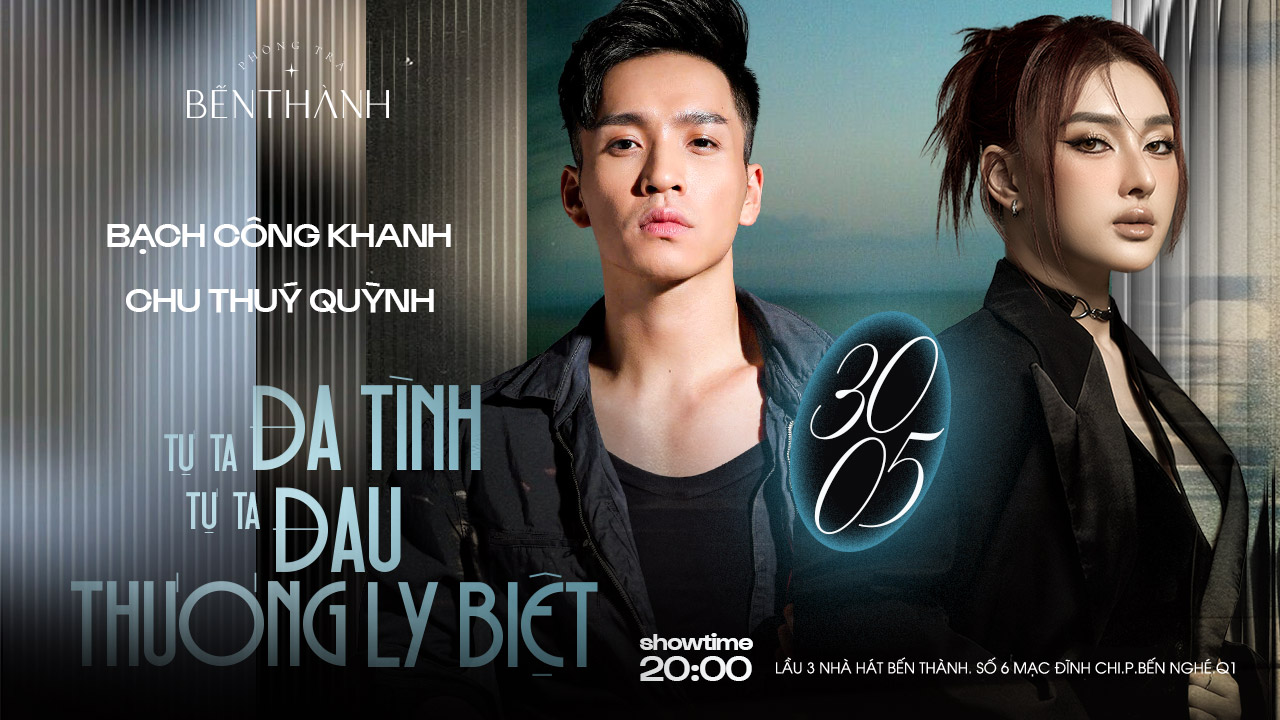 PHÒNG TRÀ
BẾN THÀNH
BẠCH CÔNG KHANH
CHU THUÝ QUỲNH
TỰ TA ĐA TÌNH
TỰ TA ĐAU
THƯƠNG LY BIỆT
30
05
showtime
20:00
LẦU 3 NHÀ HÁT BẾN THÀNH. SỐ 6 MẠC ĐĨNH CHI.P.BẾN NGHÉ.Q1